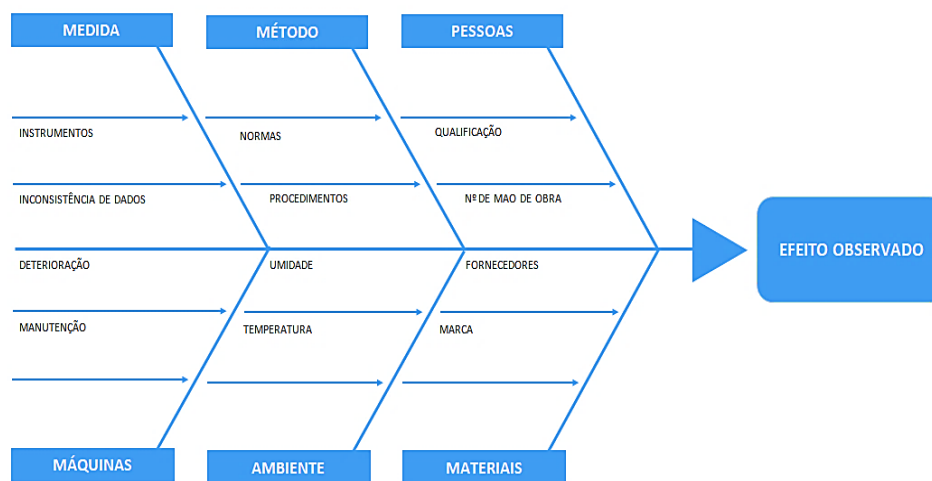 MEDIDA
MÉTODO
PESSOAS
INSTRUMENTOS
NORMAS
QUALIFICAÇÃO
INCONSISTÊNCIA DE DADOS
PROCEDIMENTOS
Nº DE MAO DE OBRA
EFEITO OBSERVADO
DETERIORAÇÃO
UMIDADE
FORNECEDORES
MANUTENÇÃO
TEMPERATURA
MARCA
MÁQUINAS
AMBIENTE
MATERIAIS